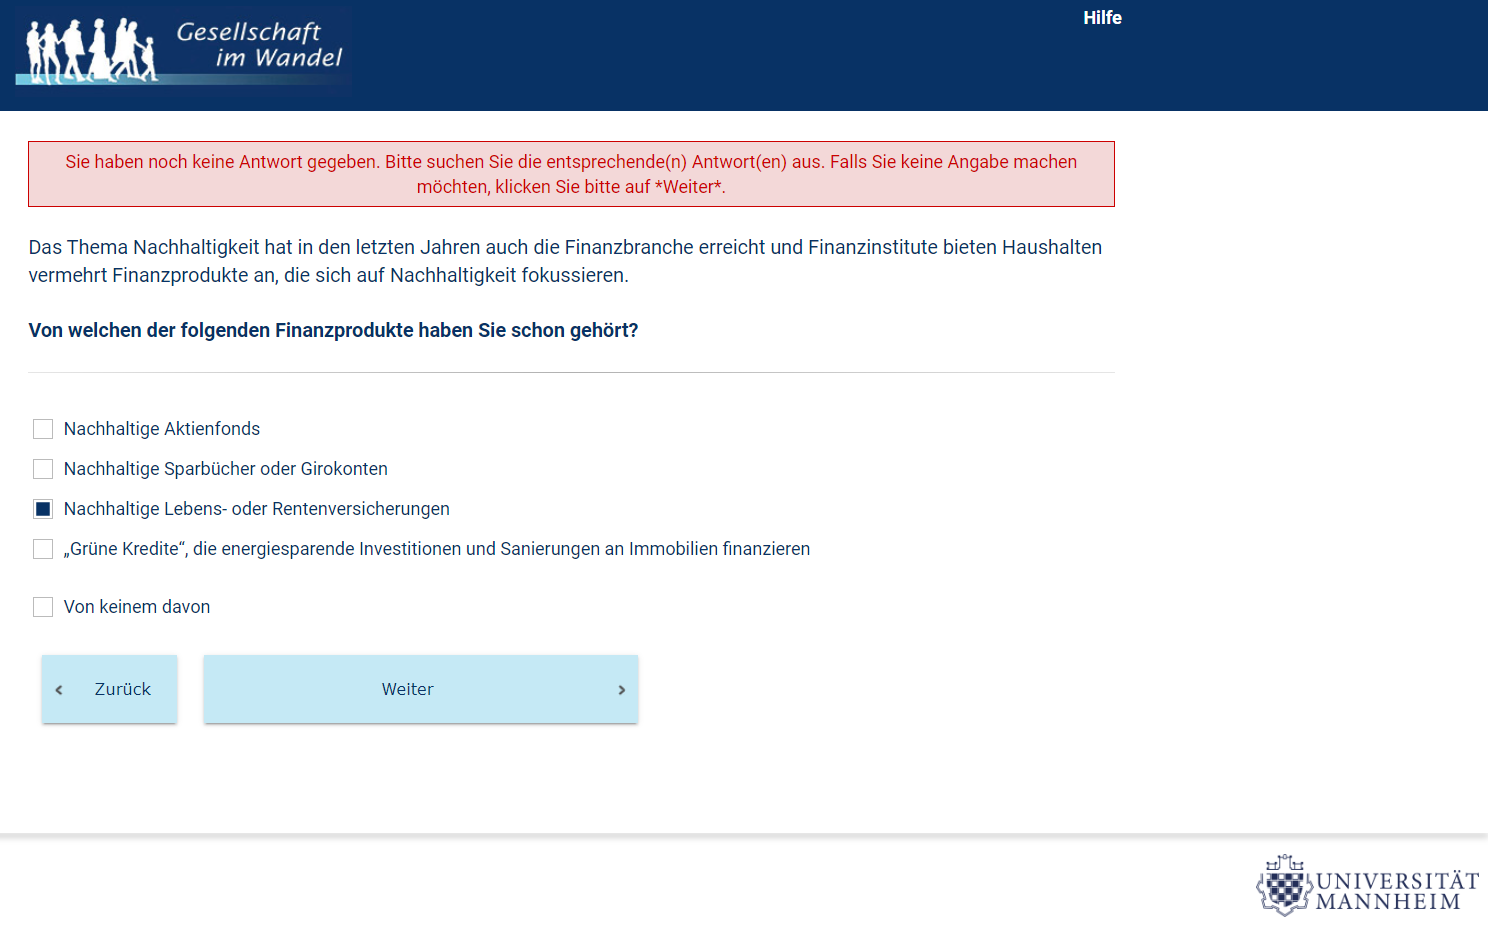 Gesellschaft
im Wandel
Hilfe
Sie haben noch keine Antwort gegeben. Bitte suchen Sie die entsprechende(n) Antwort(en) aus. Falls Sie keine Angabe machen
möchten, klicken Sie bitte auf *Weiter*.
Das Thema Nachhaltigkeit hat in den letzten Jahren auch die Finanzbranche erreicht und Finanzinstitute bieten Haushalten
vermehrt Finanzprodukte an, die sich auf Nachhaltigkeit fokussieren.
Von welchen der folgenden Finanzprodukte haben Sie schon gehört?
Nachhaltige Aktienfonds
Nachhaltige Sparbücher oder Girokonten
Nachhaltige Lebens- oder Rentenversicherungen
„Grüne Kredite“, die energiesparende Investitionen und Sanierungen an Immobilien finanzieren
Von keinem davon
Zurück
Weiter
UNIVERSITÄT
MANNHEIM